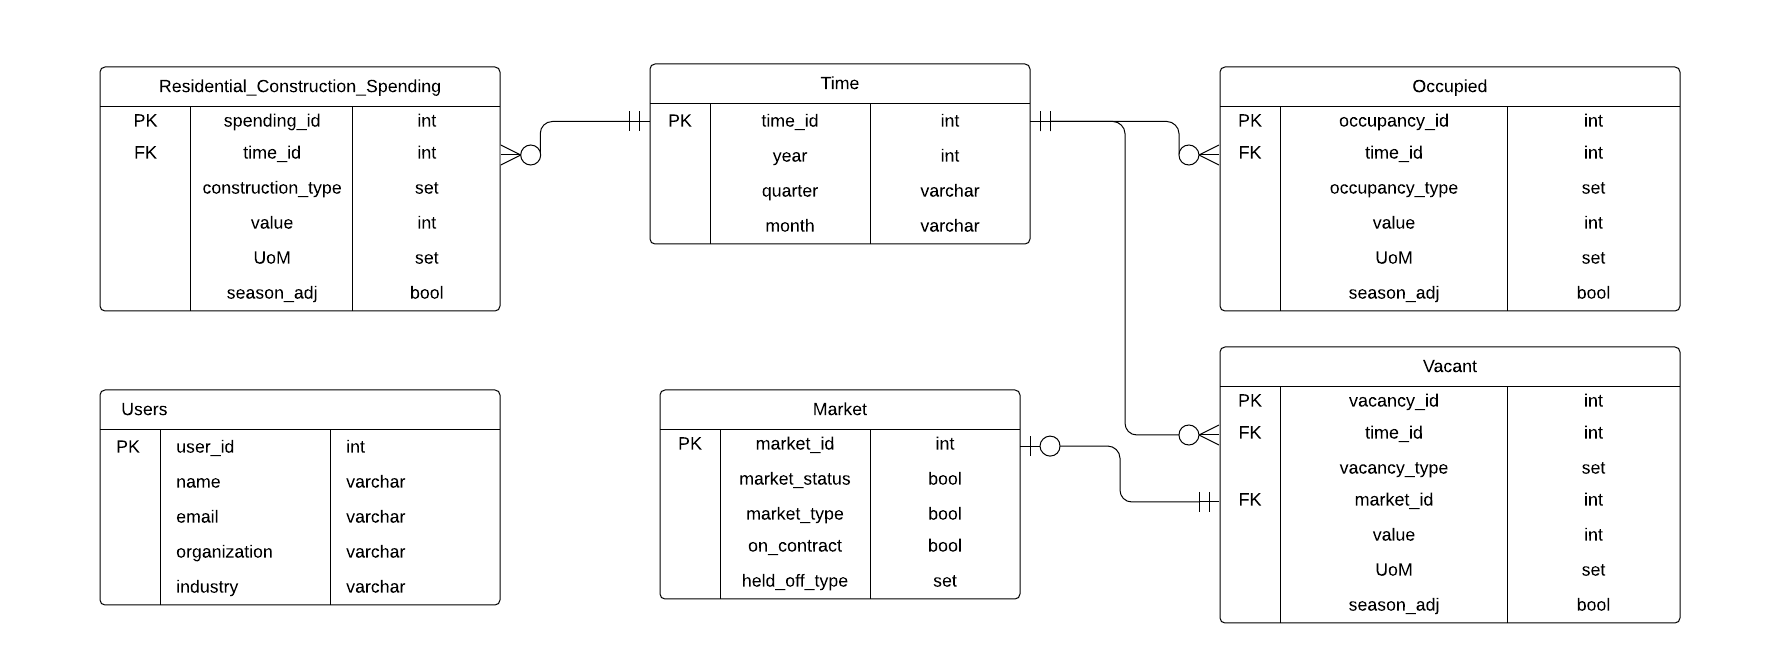 Residential_Construction_Spending
PK spending_id int
FK time_id int
construction_type set
value int
UoM set
season_adj bool
Time
PK time_id int
year int
quarter varchar
month varchar
Occupied
PK occupancy_id int
FK time_id int
occupancy_type set
value int
UoM set
season_adj bool
Users
PK user_id int
name varchar
email varchar
organization varchar
industry varchar
Market
PK market_id int
market_status bool
market_type bool
on_contract bool
held_off_type set
Vacant
PK vacancy_id int
FK time_id int
vacancy_type set
FK market_id int
value int
UoM set
season_adj bool